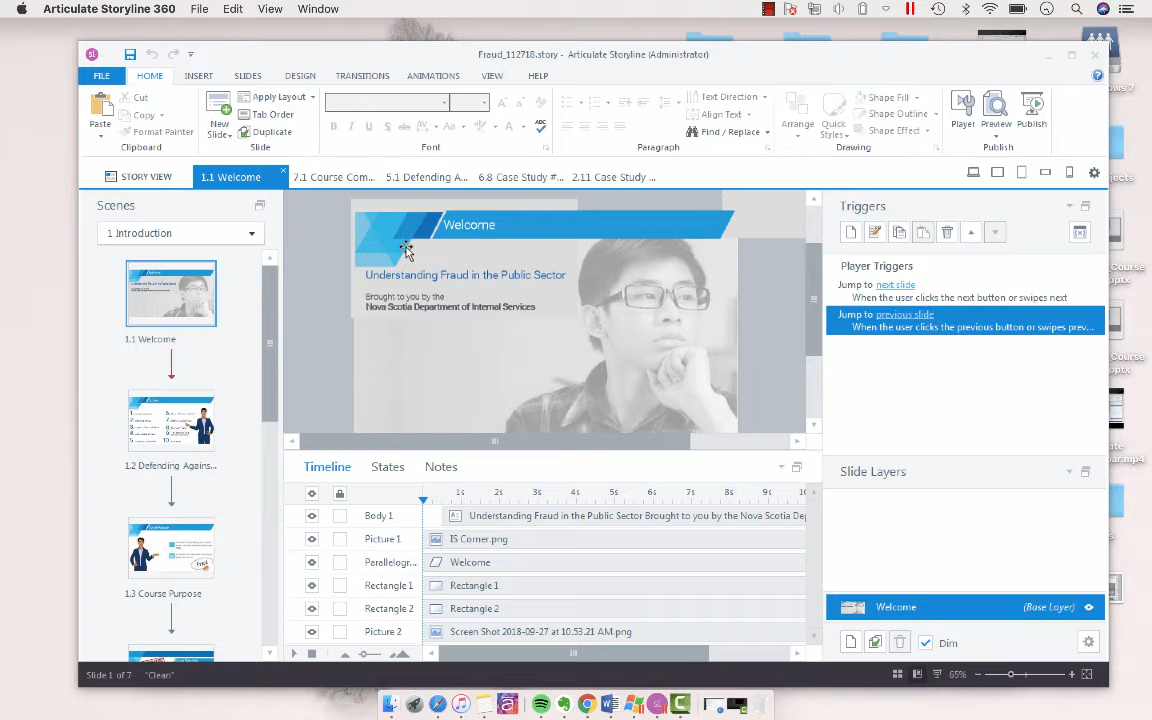 Articulate Storyline 360 File Edit View Window
Fraud_112718.story - Articulate Storyline (Administrator)
FILE HOME INSERT SLIDES DESIGN TRANSITIONS ANIMATIONS VIEW HELP
Paste
Cut
Copy
Format Painter
Clipboard
New
Slide
Apply Layout
Tab Order
Duplicate
Slide
Font
Text Direction
Align Text
Find / Replace
Paragraph
Arrange
Quick
Styles
Shape Fill
Shape Outline
Shape Effect
Drawing
Player
Preview
Publish
Publish
STORY VIEW 1.1 Welcome 7.1 Course Com... 5.1 Defending A... 6.8 Case Study #... 2.11 Case Study ...
Scenes
1 Introduction
1.1 Welcome
1.2 Defending Agains...
1.3 Course Purpose
Welcome
Understanding Fraud in the Public Sector
Brought to you by the
Nova Scotia Department of Internal Services
Triggers
Player Triggers
Jump to next slide
When the user clicks the next button or swipes next
Jump to previous slide
When the user clicks the previous button or swipes prev...
Timeline States Notes
1s 2s 3s 4s 5s 6s 7s 8s 9s
Body 1 Understanding Fraud in the Public Sector Brought to you by the Nova Scotia Dep
Picture 1 IS Corner.png
Parallelogr... Welcome
Rectangle 1 Rectangle 1
Rectangle 2 Rectangle 2
Picture 2 Screen Shot 2018-09-27 at 10.53.21 AM.png
Slide Layers
Welcome (Base Layer)
Dim
Slide 1 of 7 "Clean" 65%